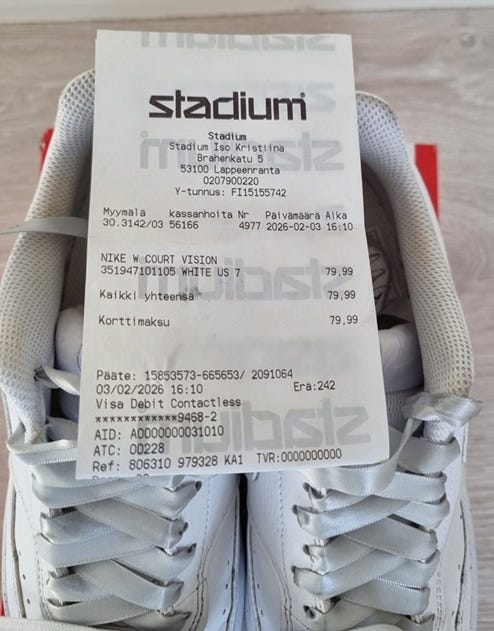 stadium
Stadium
Stadium Iso Kristiina
Brahenkatu 5
53100 Lappeenranta
0207900220
Y-tunnus: FI15155742
Myymälä kassanhoita Nr Päivämäärä Aika
30.3142/03 56166 4977 2026-02-03 16:10
NIKE W COURT VISION
351947101105 WHITE US 7 79,99
Kaikki yhteensä 79,99
Korttimaksu 79,99
Pääte: 15853573-665653/ 2091064
03/02/2026 16:10 Erä:242
Visa Debit Contactless
************9468-2
AID: A0000000031010
ATC: 00228
Ref: 806310 979328 KA1 TVR:0000000000